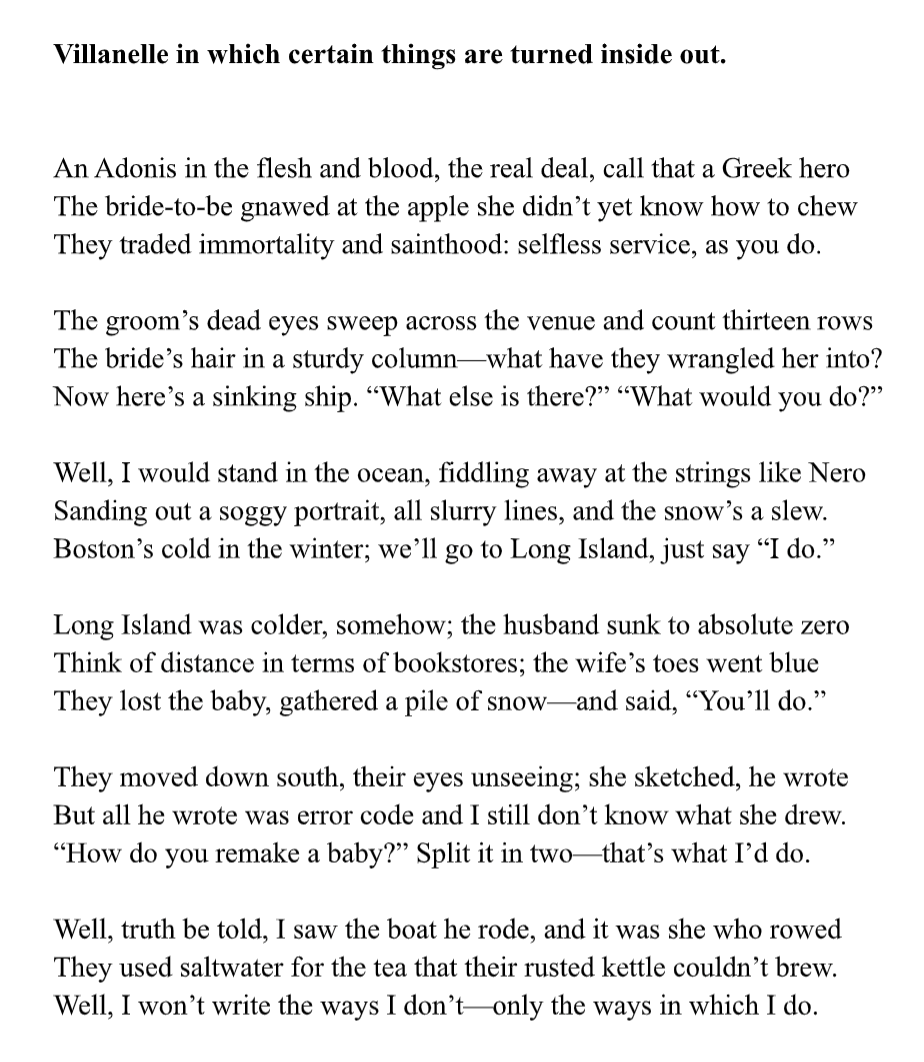 Villanelle in which certain things are turned inside out.
An Adonis in the flesh and blood, the real deal, call that a Greek hero
The bride-to-be gnawed at the apple she didn’t yet know how to chew
They traded immortality and sainthood: selfless service, as you do.
The groom’s dead eyes sweep across the venue and count thirteen rows
The bride’s hair in a sturdy column—what have they wrangled her into?
Now here’s a sinking ship. “What else is there?” “What would you do?”
Well, I would stand in the ocean, fiddling away at the strings like Nero
Sanding out a soggy portrait, all slurry lines, and the snow’s a slew.
Boston’s cold in the winter; we’ll go to Long Island, just say “I do.”
Long Island was colder, somehow; the husband sunk to absolute zero
Think of distance in terms of bookstores; the wife’s toes went blue
They lost the baby, gathered a pile of snow—and said, “You’ll do.”
They moved down south, their eyes unseeing; she sketched, he wrote
But all he wrote was error code and I still don’t know what she drew.
“How do you remake a baby?” Split it in two—that’s what I’d do.
Well, truth be told, I saw the boat he rode, and it was she who rowed
They used saltwater for the tea that their rusted kettle couldn’t brew.
Well, I won’t write the ways I don’t—only the ways in which I do.